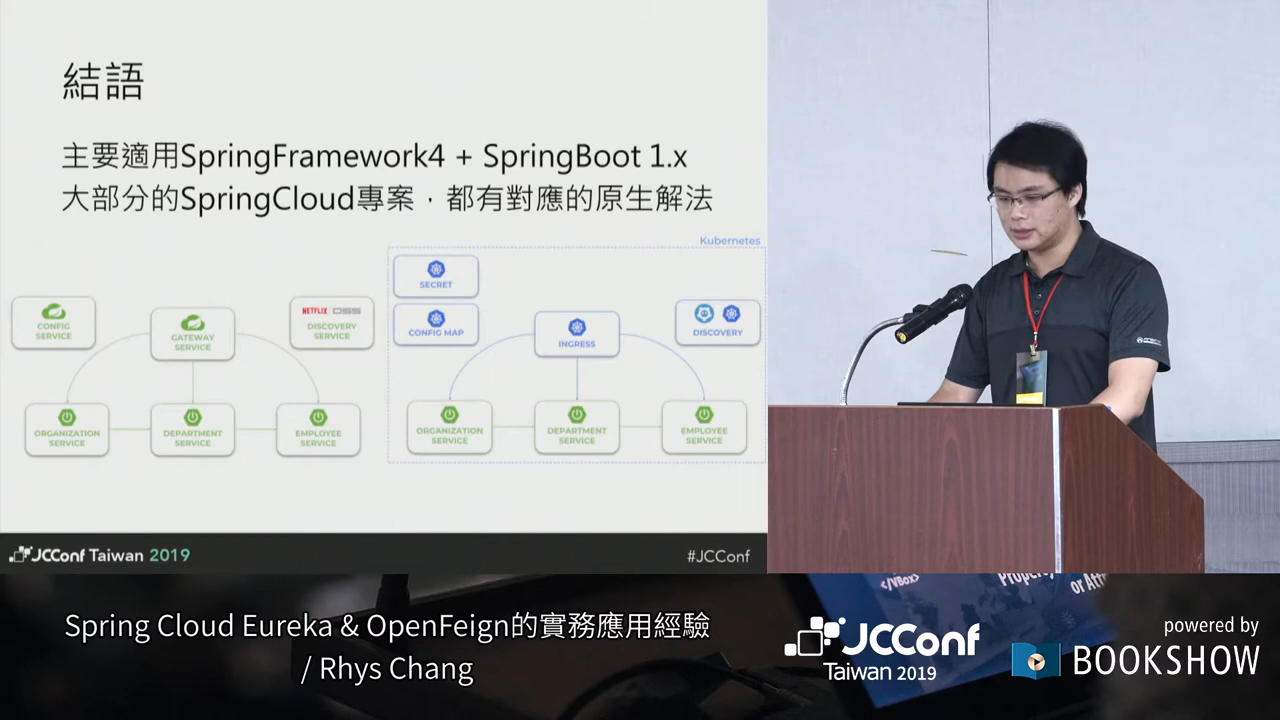 結語
主要適用SpringFramework4 + SpringBoot 1.x
大部分的SpringCloud專案，都有對應的原生解法
Kubernetes
SECRET
CONFIG
SERVICE
GATEWAY
SERVICE
NETFLIX OSS
DISCOVERY
SERVICE
CONFIG MAP
INGRESS
DISCOVERY
ORGANIZATION
SERVICE
DEPARTMENT
SERVICE
EMPLOYEE
SERVICE
ORGANIZATION
SERVICE
DEPARTMENT
SERVICE
EMPLOYEE
SERVICE
JCConf Taiwan 2019
#JCConf
</VBox>
Spring Cloud Eureka & OpenFeign的實務應用經驗
/ Rhys Chang
JCConf
Taiwan 2019
powered by
BOOKSHOW